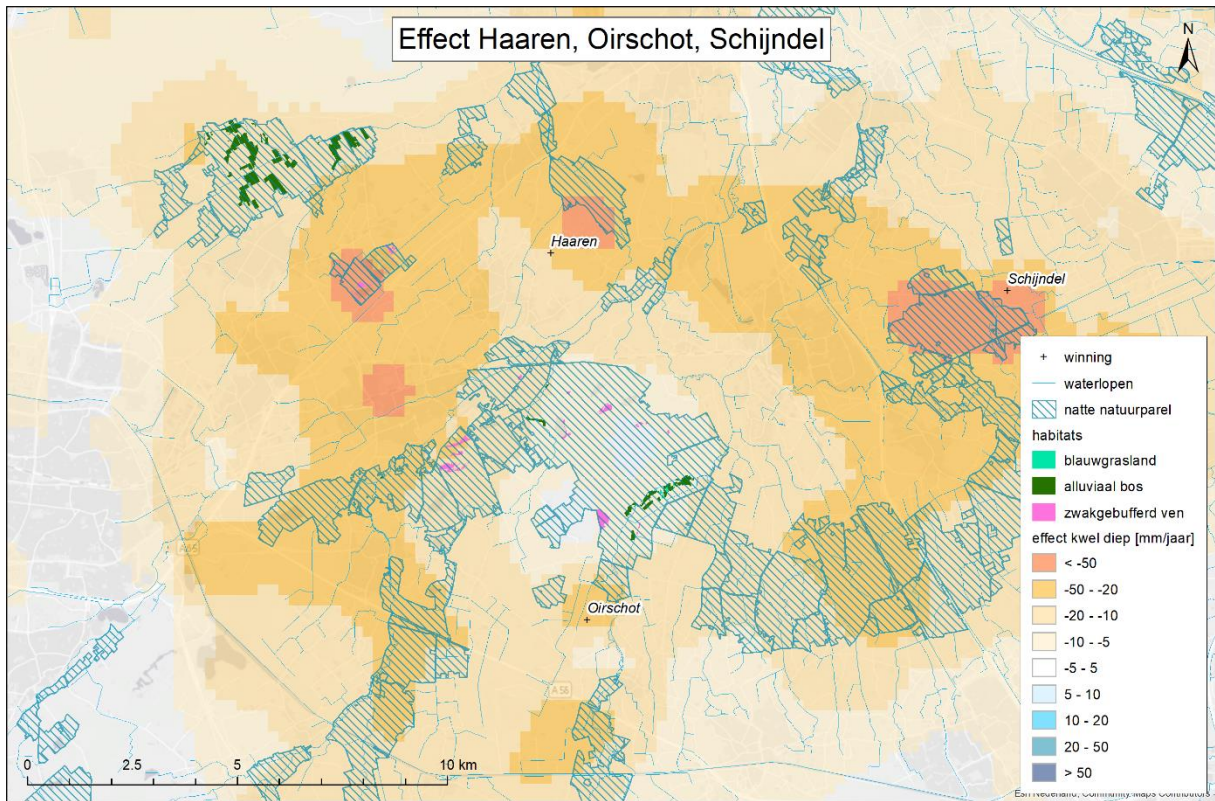 Effect Haaren, Oirschot, Schijndel
N
Haaren
Schijndel
Oirschot
A65
A58
winning
waterlopen
natte natuurparel
habitats
blauwgrasland
alluviaal bos
zwakgebufferd ven
effect kwel diep [mm/jaar]
< -50
-50 - -20
-20 - -10
-10 - -5
-5 - 5
5 - 10
10 - 20
20 - 50
> 50
0 2.5 5 10 km
Esri Nederland, Community Maps Contributors